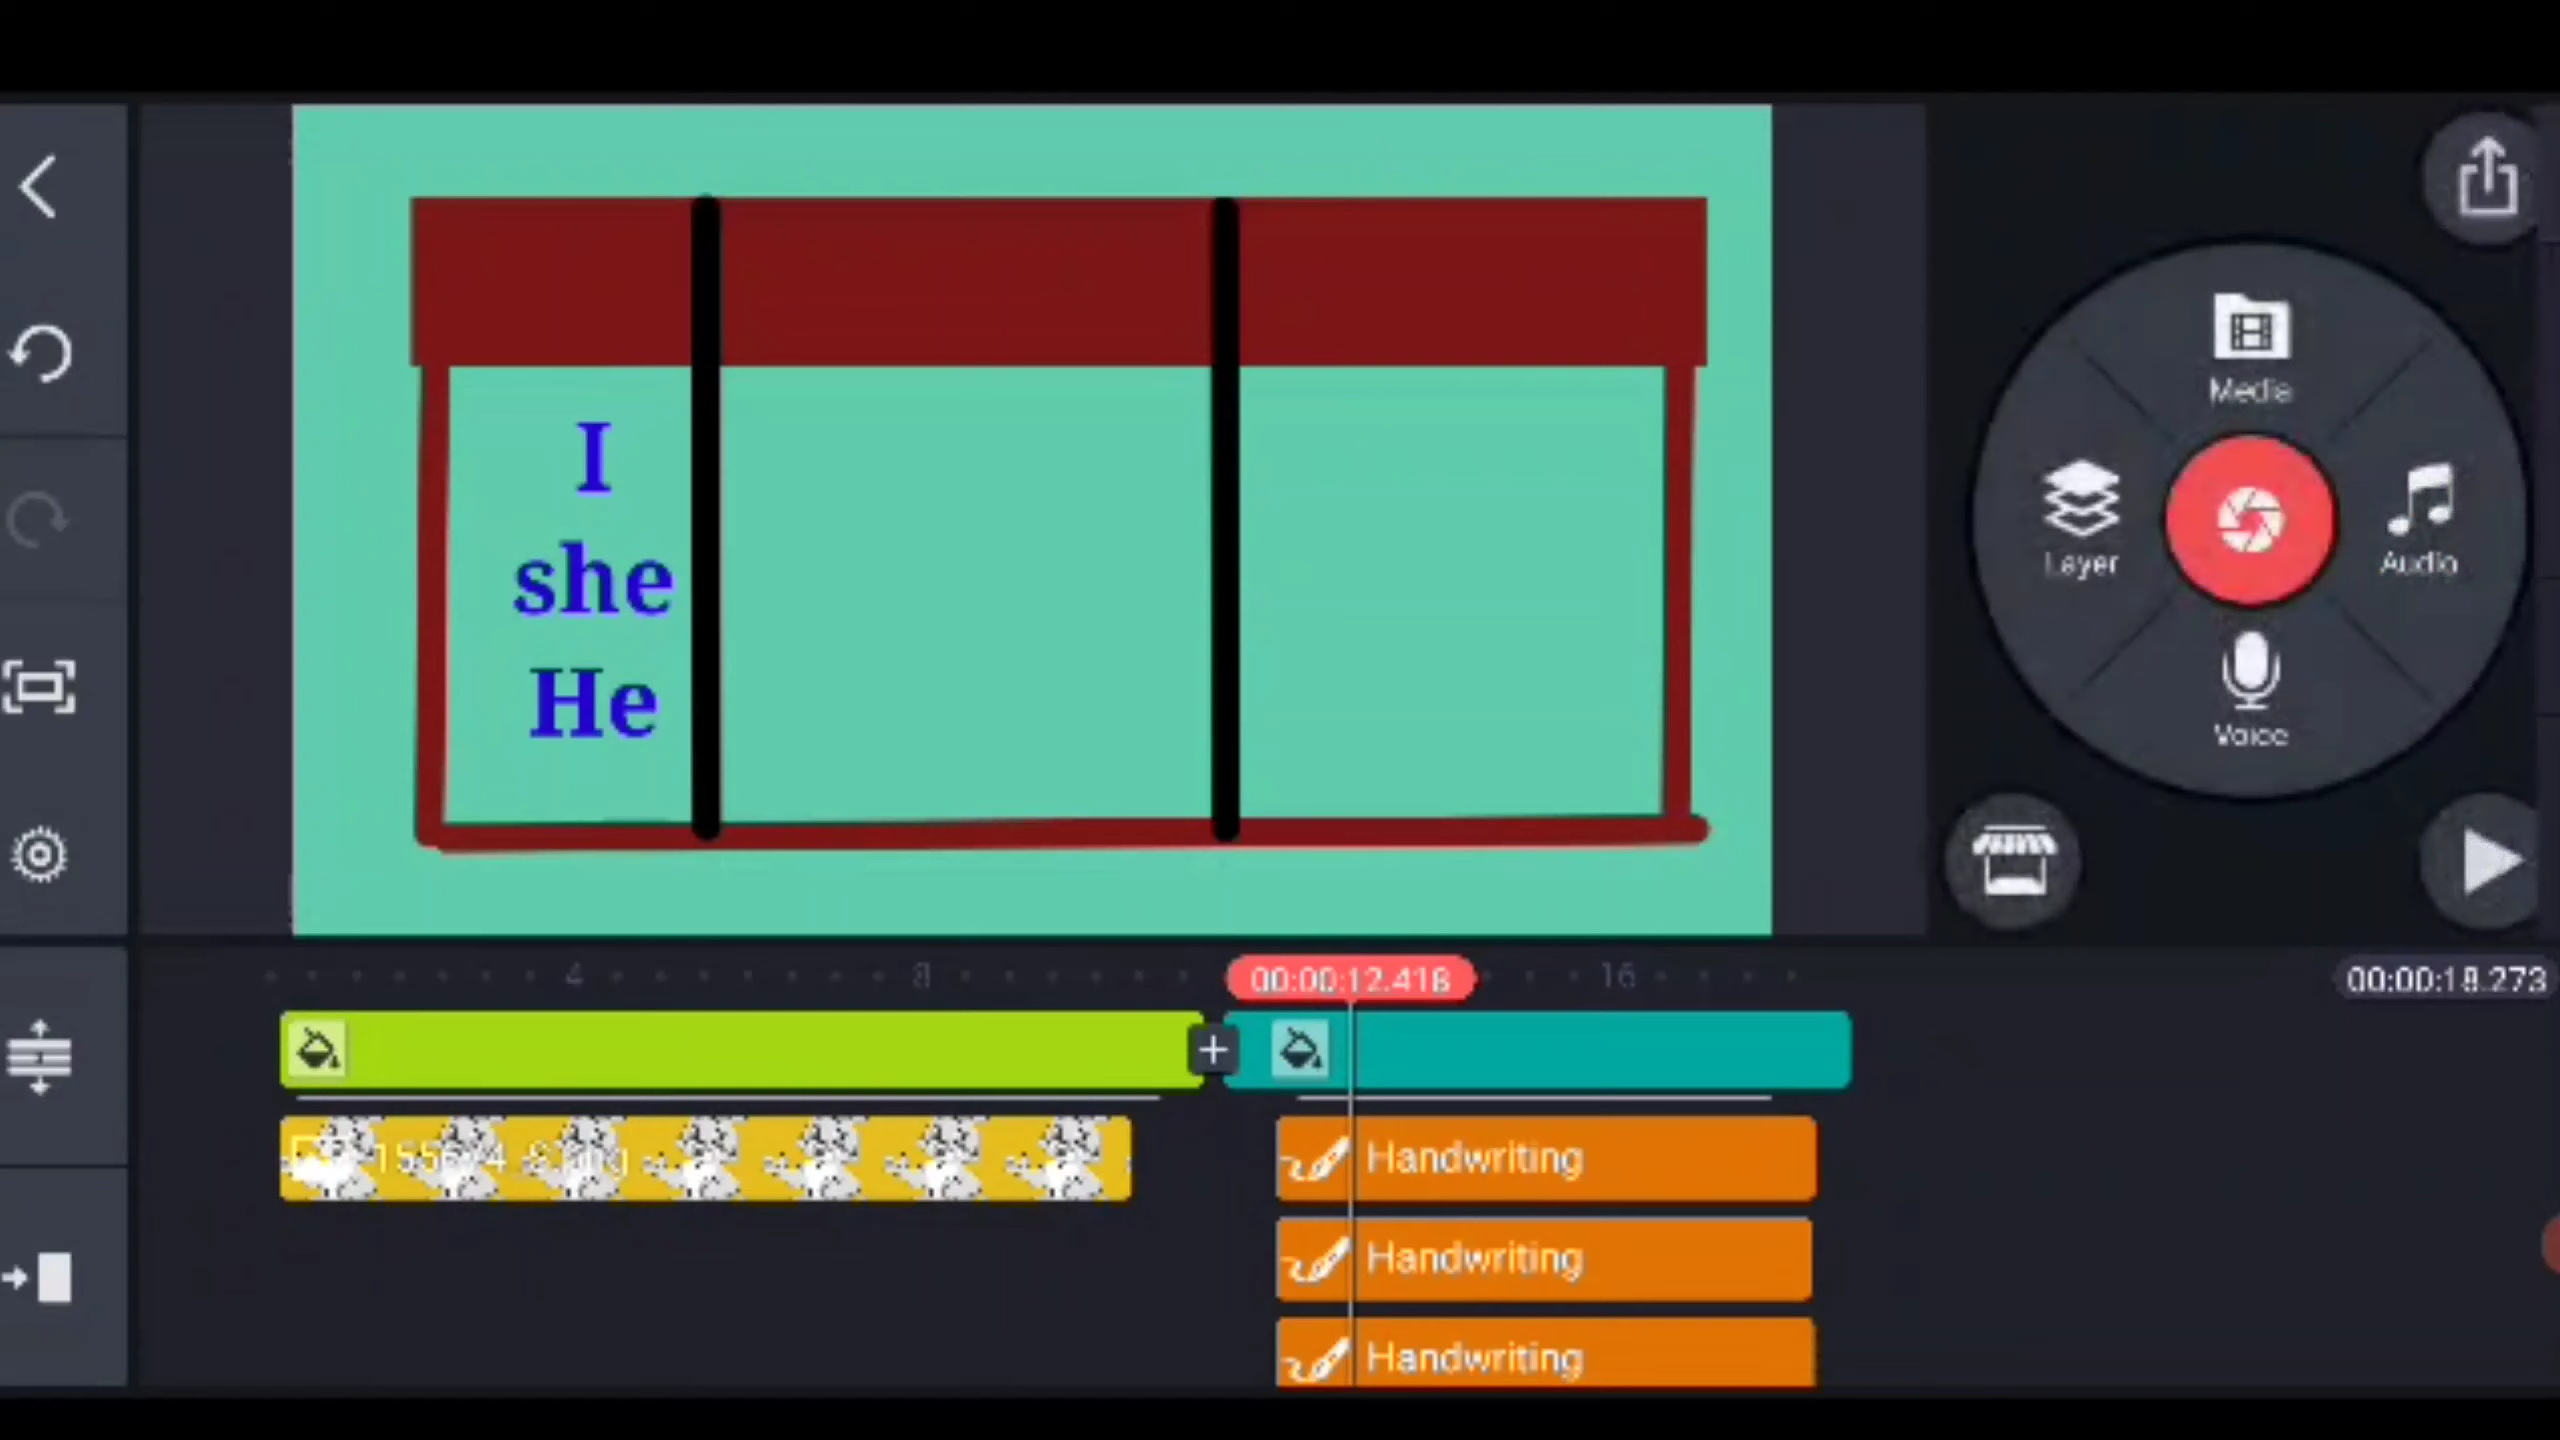 I
she
He
Media
Layer
Audio
Voice
4
8
00:00:12.418
16
00:00:18.273
Handwriting
Handwriting
Handwriting